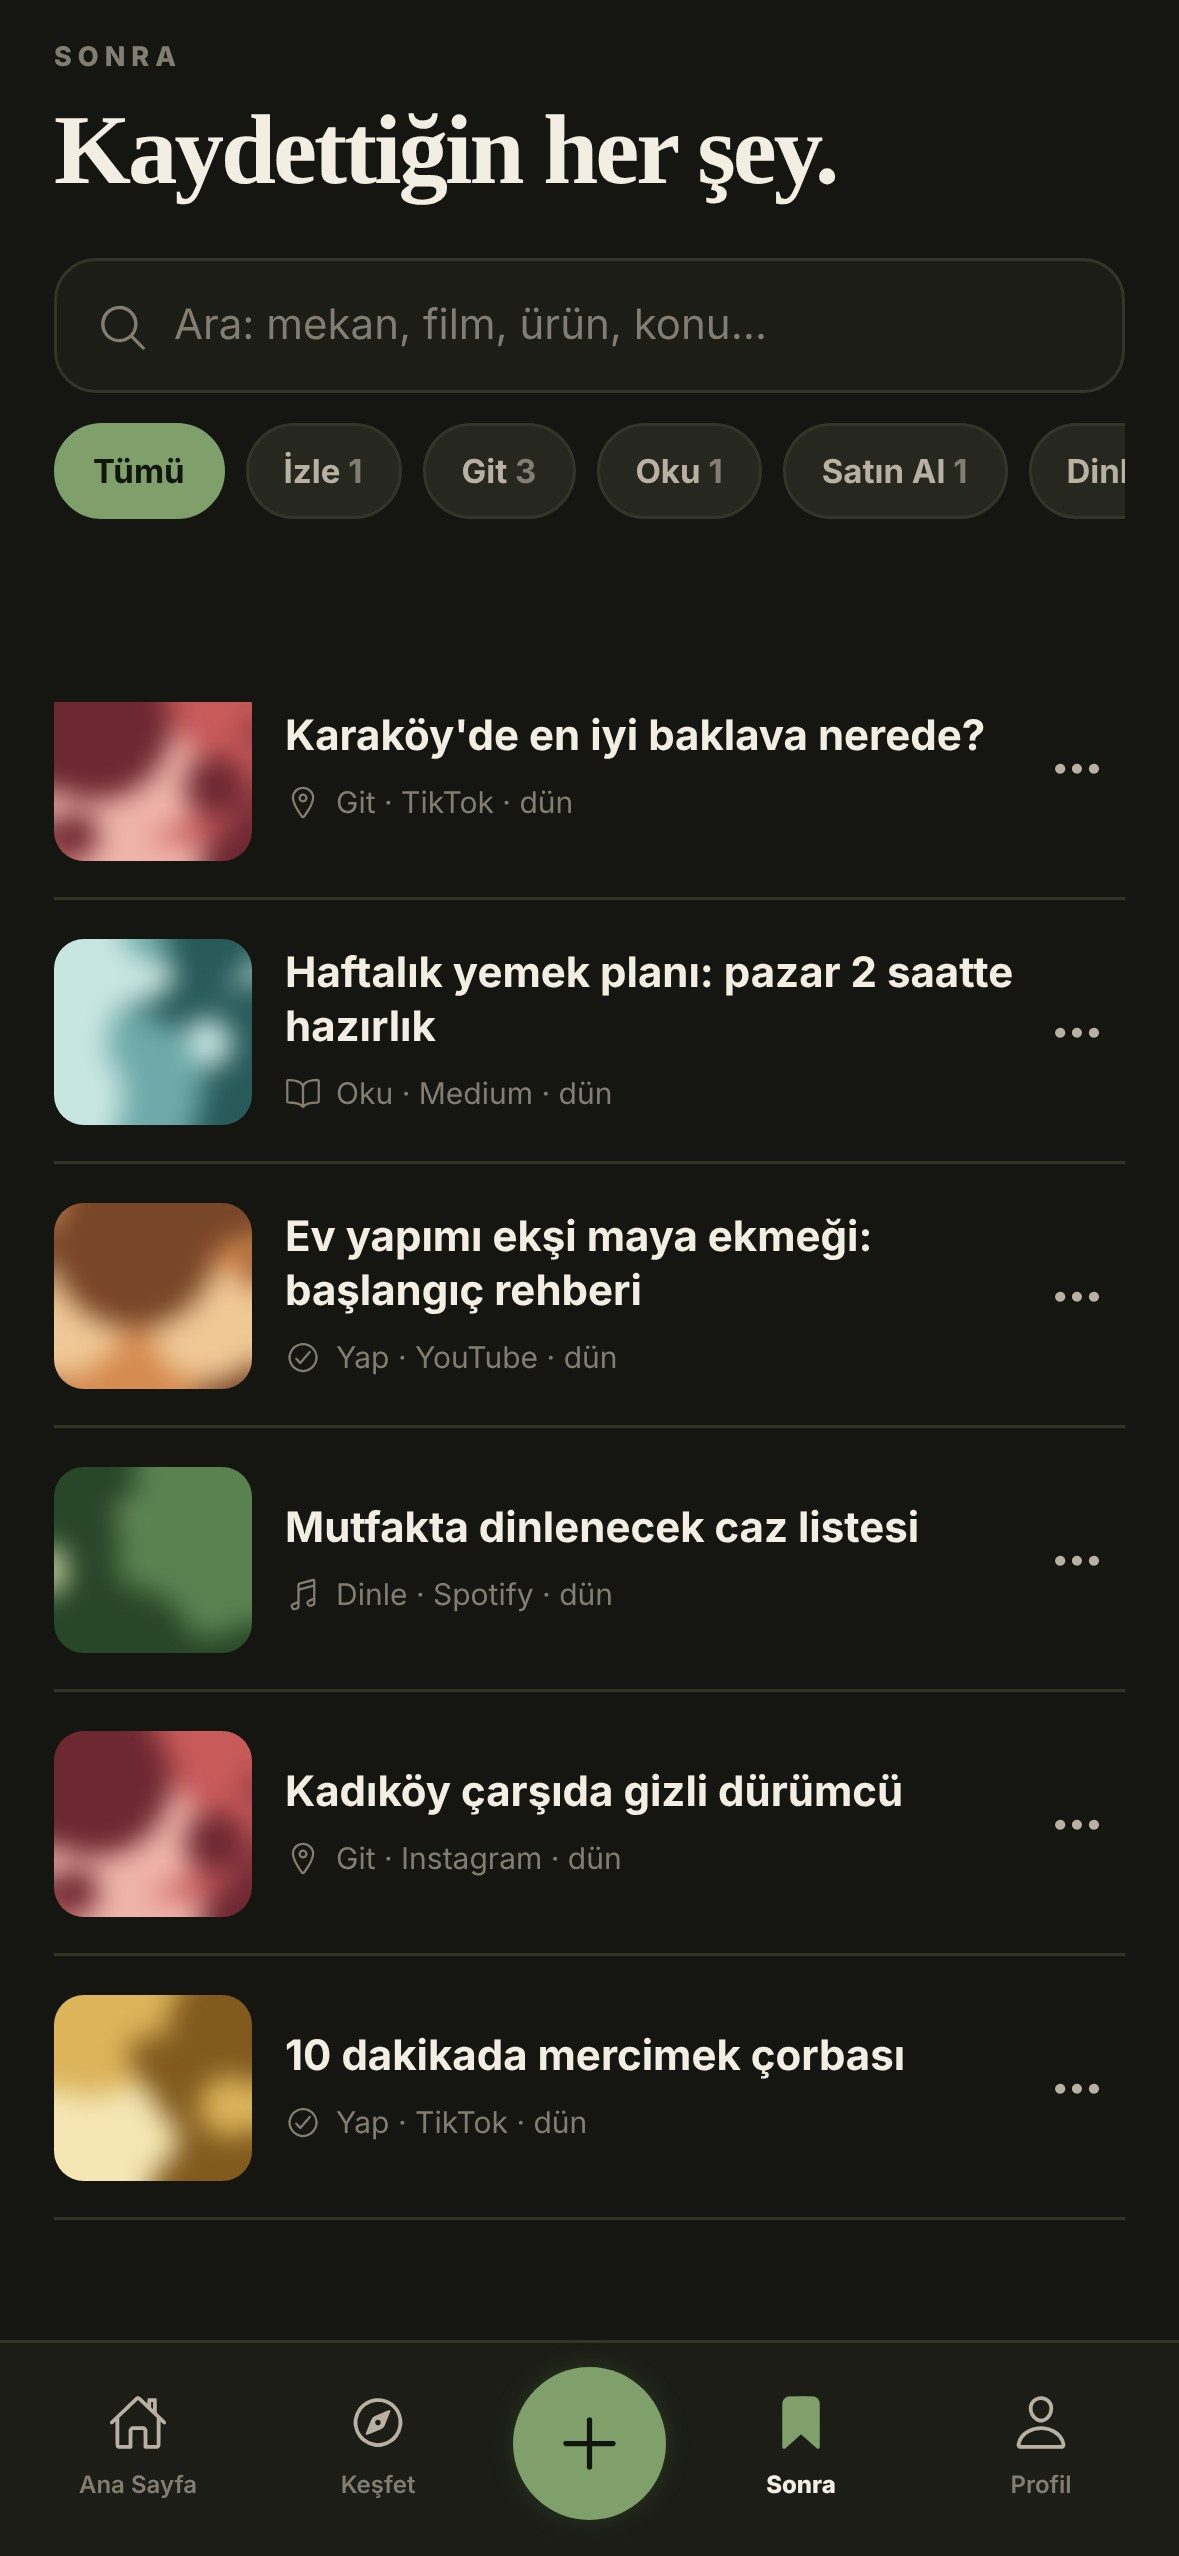 SONRA
Kaydettiğin her şey.
Ara: mekan, film, ürün, konu...
Tümü
İzle 1
Git 3
Oku 1
Satın Al 1
Karaköy'de en iyi baklava nerede?
Git · TikTok · dün
Haftalık yemek planı: pazar 2 saatte
hazırlık
Oku · Medium · dün
Ev yapımı ekşi maya ekmeği:
başlangıç rehberi
Yap · YouTube · dün
Mutfakta dinlenecek caz listesi
Dinle · Spotify · dün
Kadıköy çarşıda gizli dürümcü
Git · Instagram · dün
10 dakikada mercimek çorbası
Yap · TikTok · dün
Ana Sayfa
Keşfet
Sonra
Profil